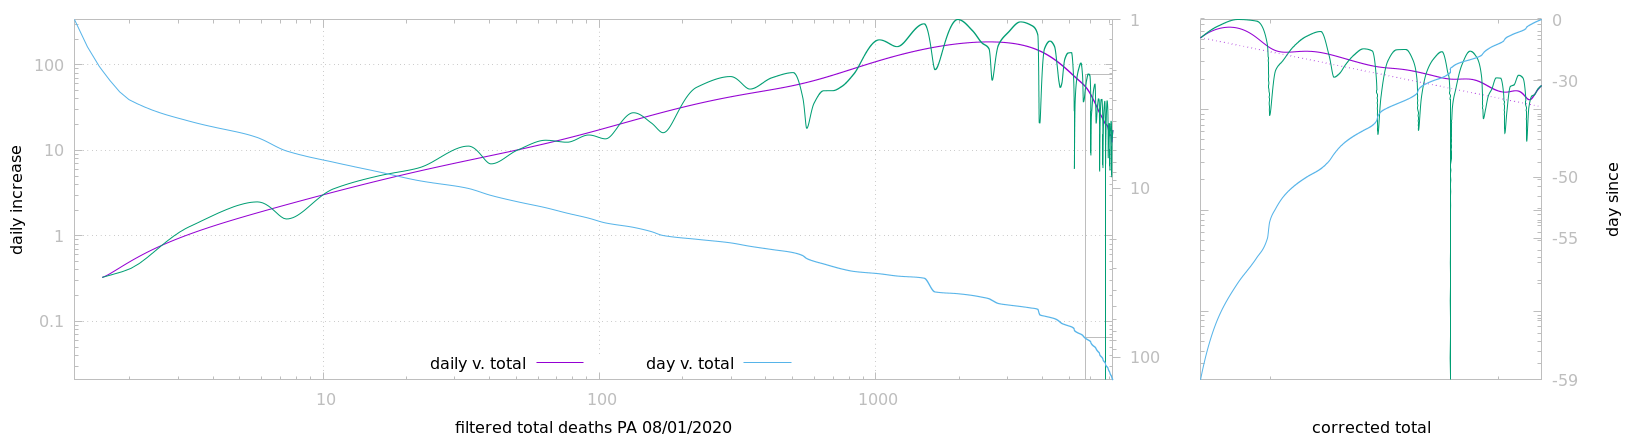 100
10
1
0.1
daily increase
10
100
1000
1
10
100
daily v. total
day v. total
filtered total deaths PA 08/01/2020
0
-30
-50
-55
-59
day since
corrected total